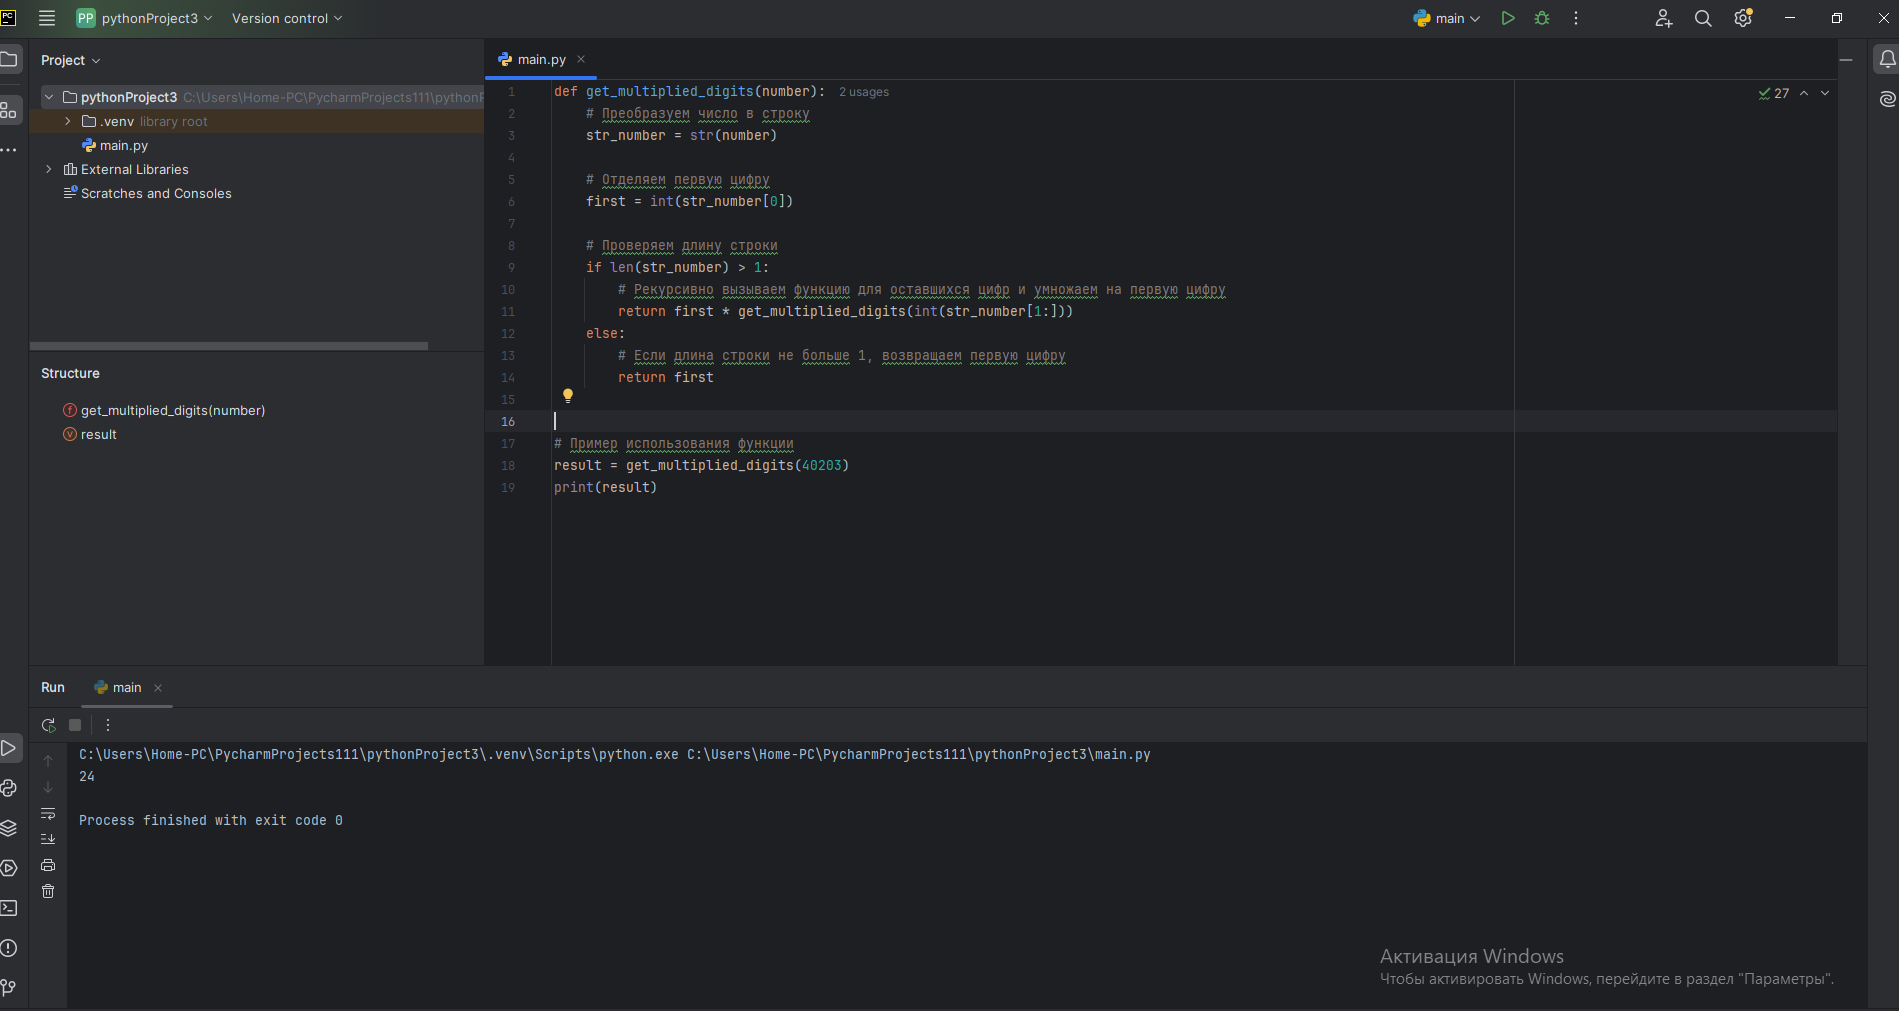 PC
PP pythonProject3 Version control main
Project
pythonProject3 C:\Users\Home-PC\PycharmProjects111\python
.venv library root
main.py
External Libraries
Scratches and Consoles
Structure
get_multiplied_digits(number)
result
main.py
27
1 def get_multiplied_digits(number): 2 usages
2 # Преобразуем число в строку
3 str_number = str(number)
4
5 # Отделяем первую цифру
6 first = int(str_number[0])
7
8 # Проверяем длину строки
9 if len(str_number) > 1:
10 # Рекурсивно вызываем функцию для оставшихся цифр и умножаем на первую цифру
11 return first * get_multiplied_digits(int(str_number[1:]))
12 else:
13 # Если длина строки не больше 1, возвращаем первую цифру
14 return first
15
16
17 # Пример использования функции
18 result = get_multiplied_digits(40203)
19 print(result)
Run main
C:\Users\Home-PC\PycharmProjects111\pythonProject3\.venv\Scripts\python.exe C:\Users\Home-PC\PycharmProjects111\pythonProject3\main.py
24
Process finished with exit code 0
Активация Windows
Чтобы активировать Windows, перейдите в раздел "Параметры".